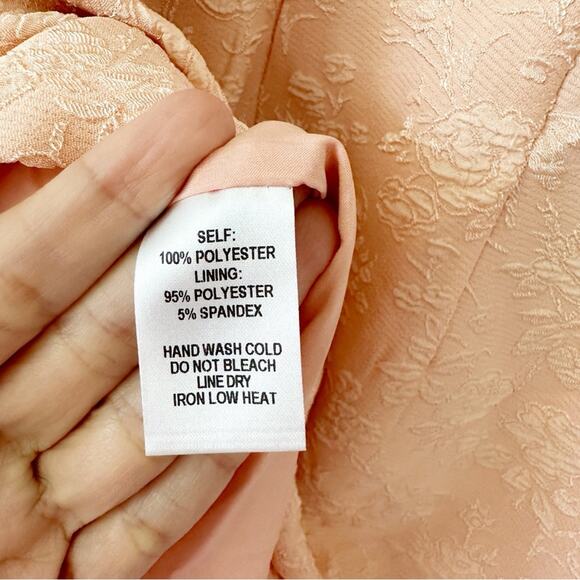 SELF:
100% POLYESTER
LINING:
95% POLYESTER
5% SPANDEX
HAND WASH COLD
DO NOT BLEACH
LINE DRY
IRON LOW HEAT